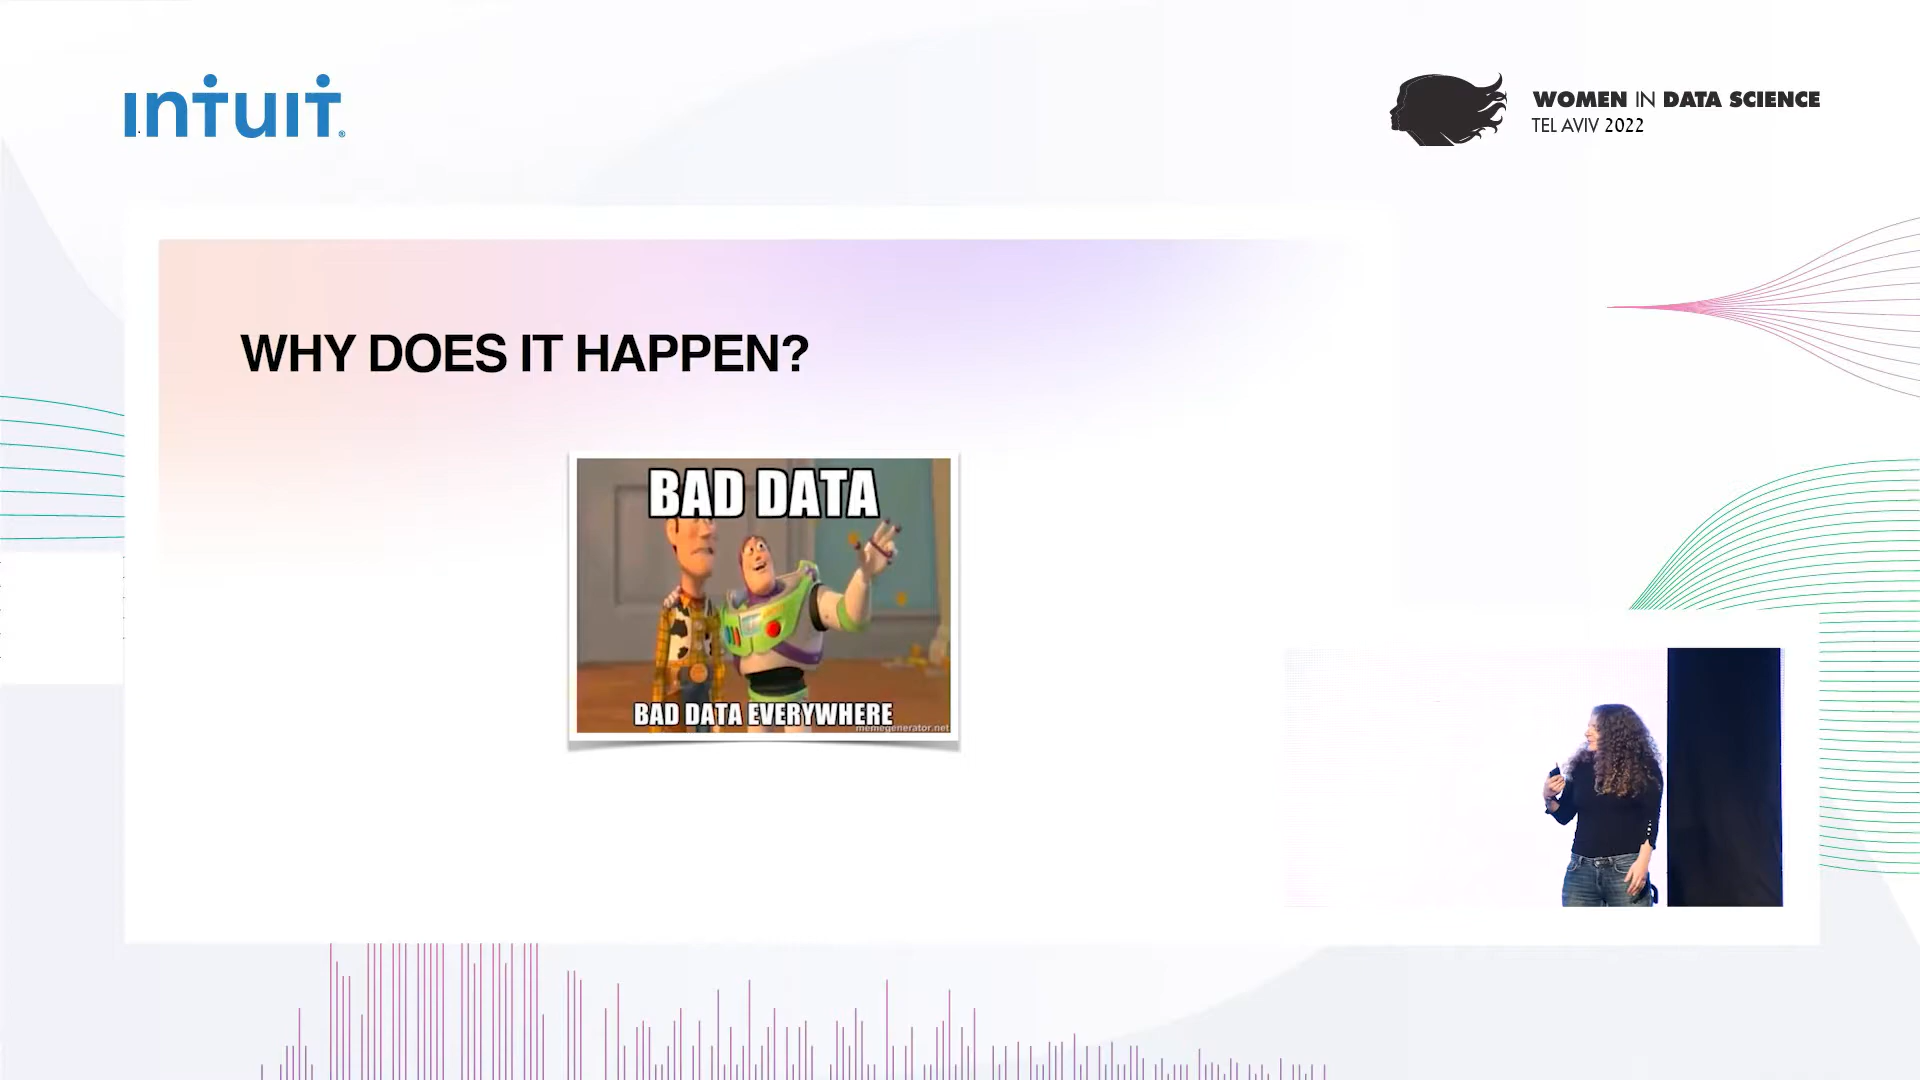 intuit®
WOMEN IN DATA SCIENCE
TEL AVIV 2022
WHY DOES IT HAPPEN?
BAD DATA
BAD DATA EVERYWHERE
memegenerator.net